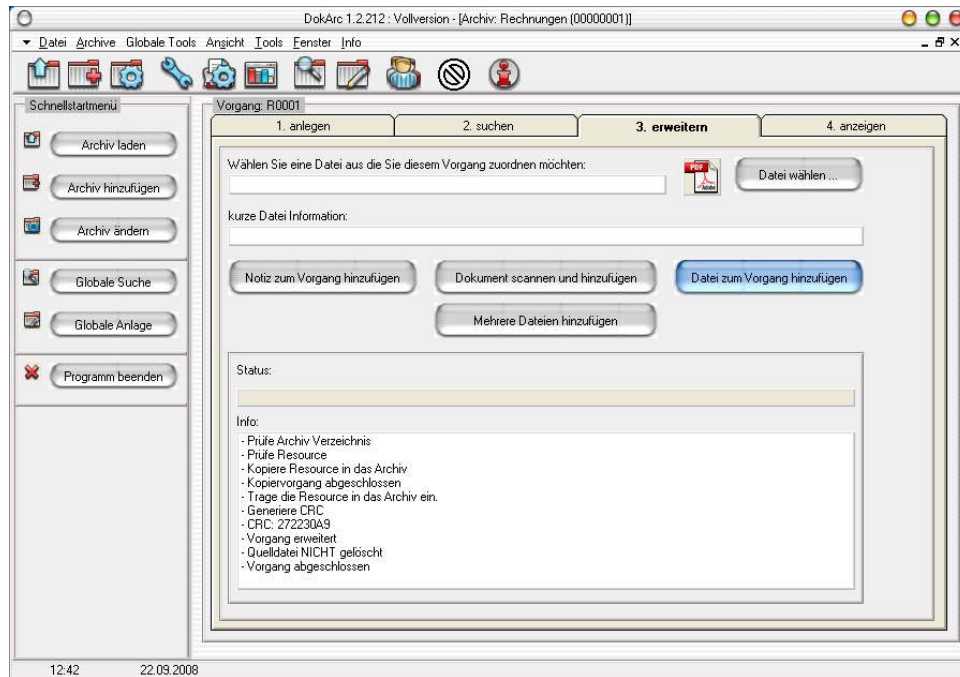 DokArc 1.2.212 : Vollversion - [Archiv: Rechnungen (00000001)]
Datei Archive Globale Tools Ansicht Tools Fenster Info
Schnellstartmenü
Archiv laden
Archiv hinzufügen
Archiv ändern
Globale Suche
Globale Anlage
Programm beenden
Vorgang: R0001
1. anlegen 2. suchen 3. erweitern 4. anzeigen
Wählen Sie eine Datei aus die Sie diesem Vorgang zuordnen möchten:
PDF
Adobe
Datei wählen ...
kurze Datei Information:
Notiz zum Vorgang hinzufügen Dokument scannen und hinzufügen Datei zum Vorgang hinzufügen
Mehrere Dateien hinzufügen
Status:
Info:
- Prüfe Archiv Verzeichnis
- Prüfe Resource
- Kopiere Resource in das Archiv
- Kopiervorgang abgeschlossen
- Trage die Resource in das Archiv ein.
- Generiere CRC
- CRC: 272230A9
- Vorgang erweitert
- Quelldatei NICHT gelöscht
- Vorgang abgeschlossen
12:42 22.09.2008